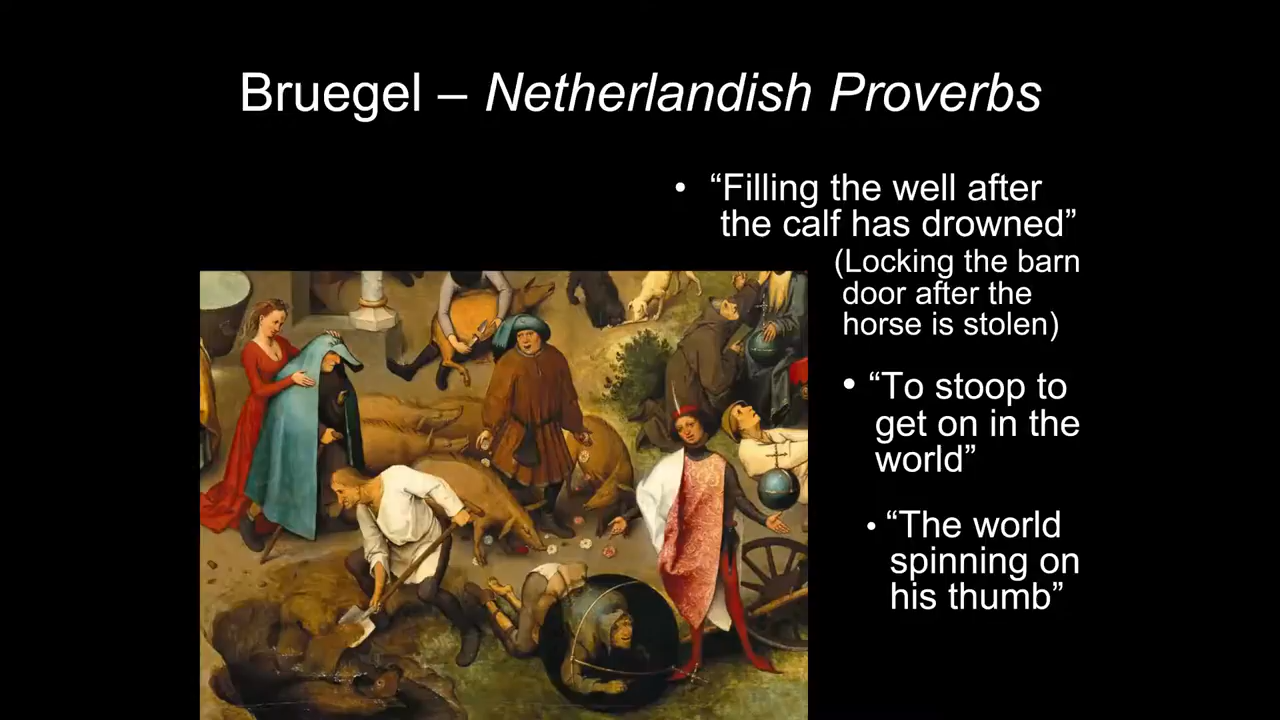 Bruegel – Netherlandish Proverbs
• “Filling the well after
the calf has drowned”
(Locking the barn
door after the
horse is stolen)
• “To stoop to
get on in the
world”
• “The world
spinning on
his thumb”